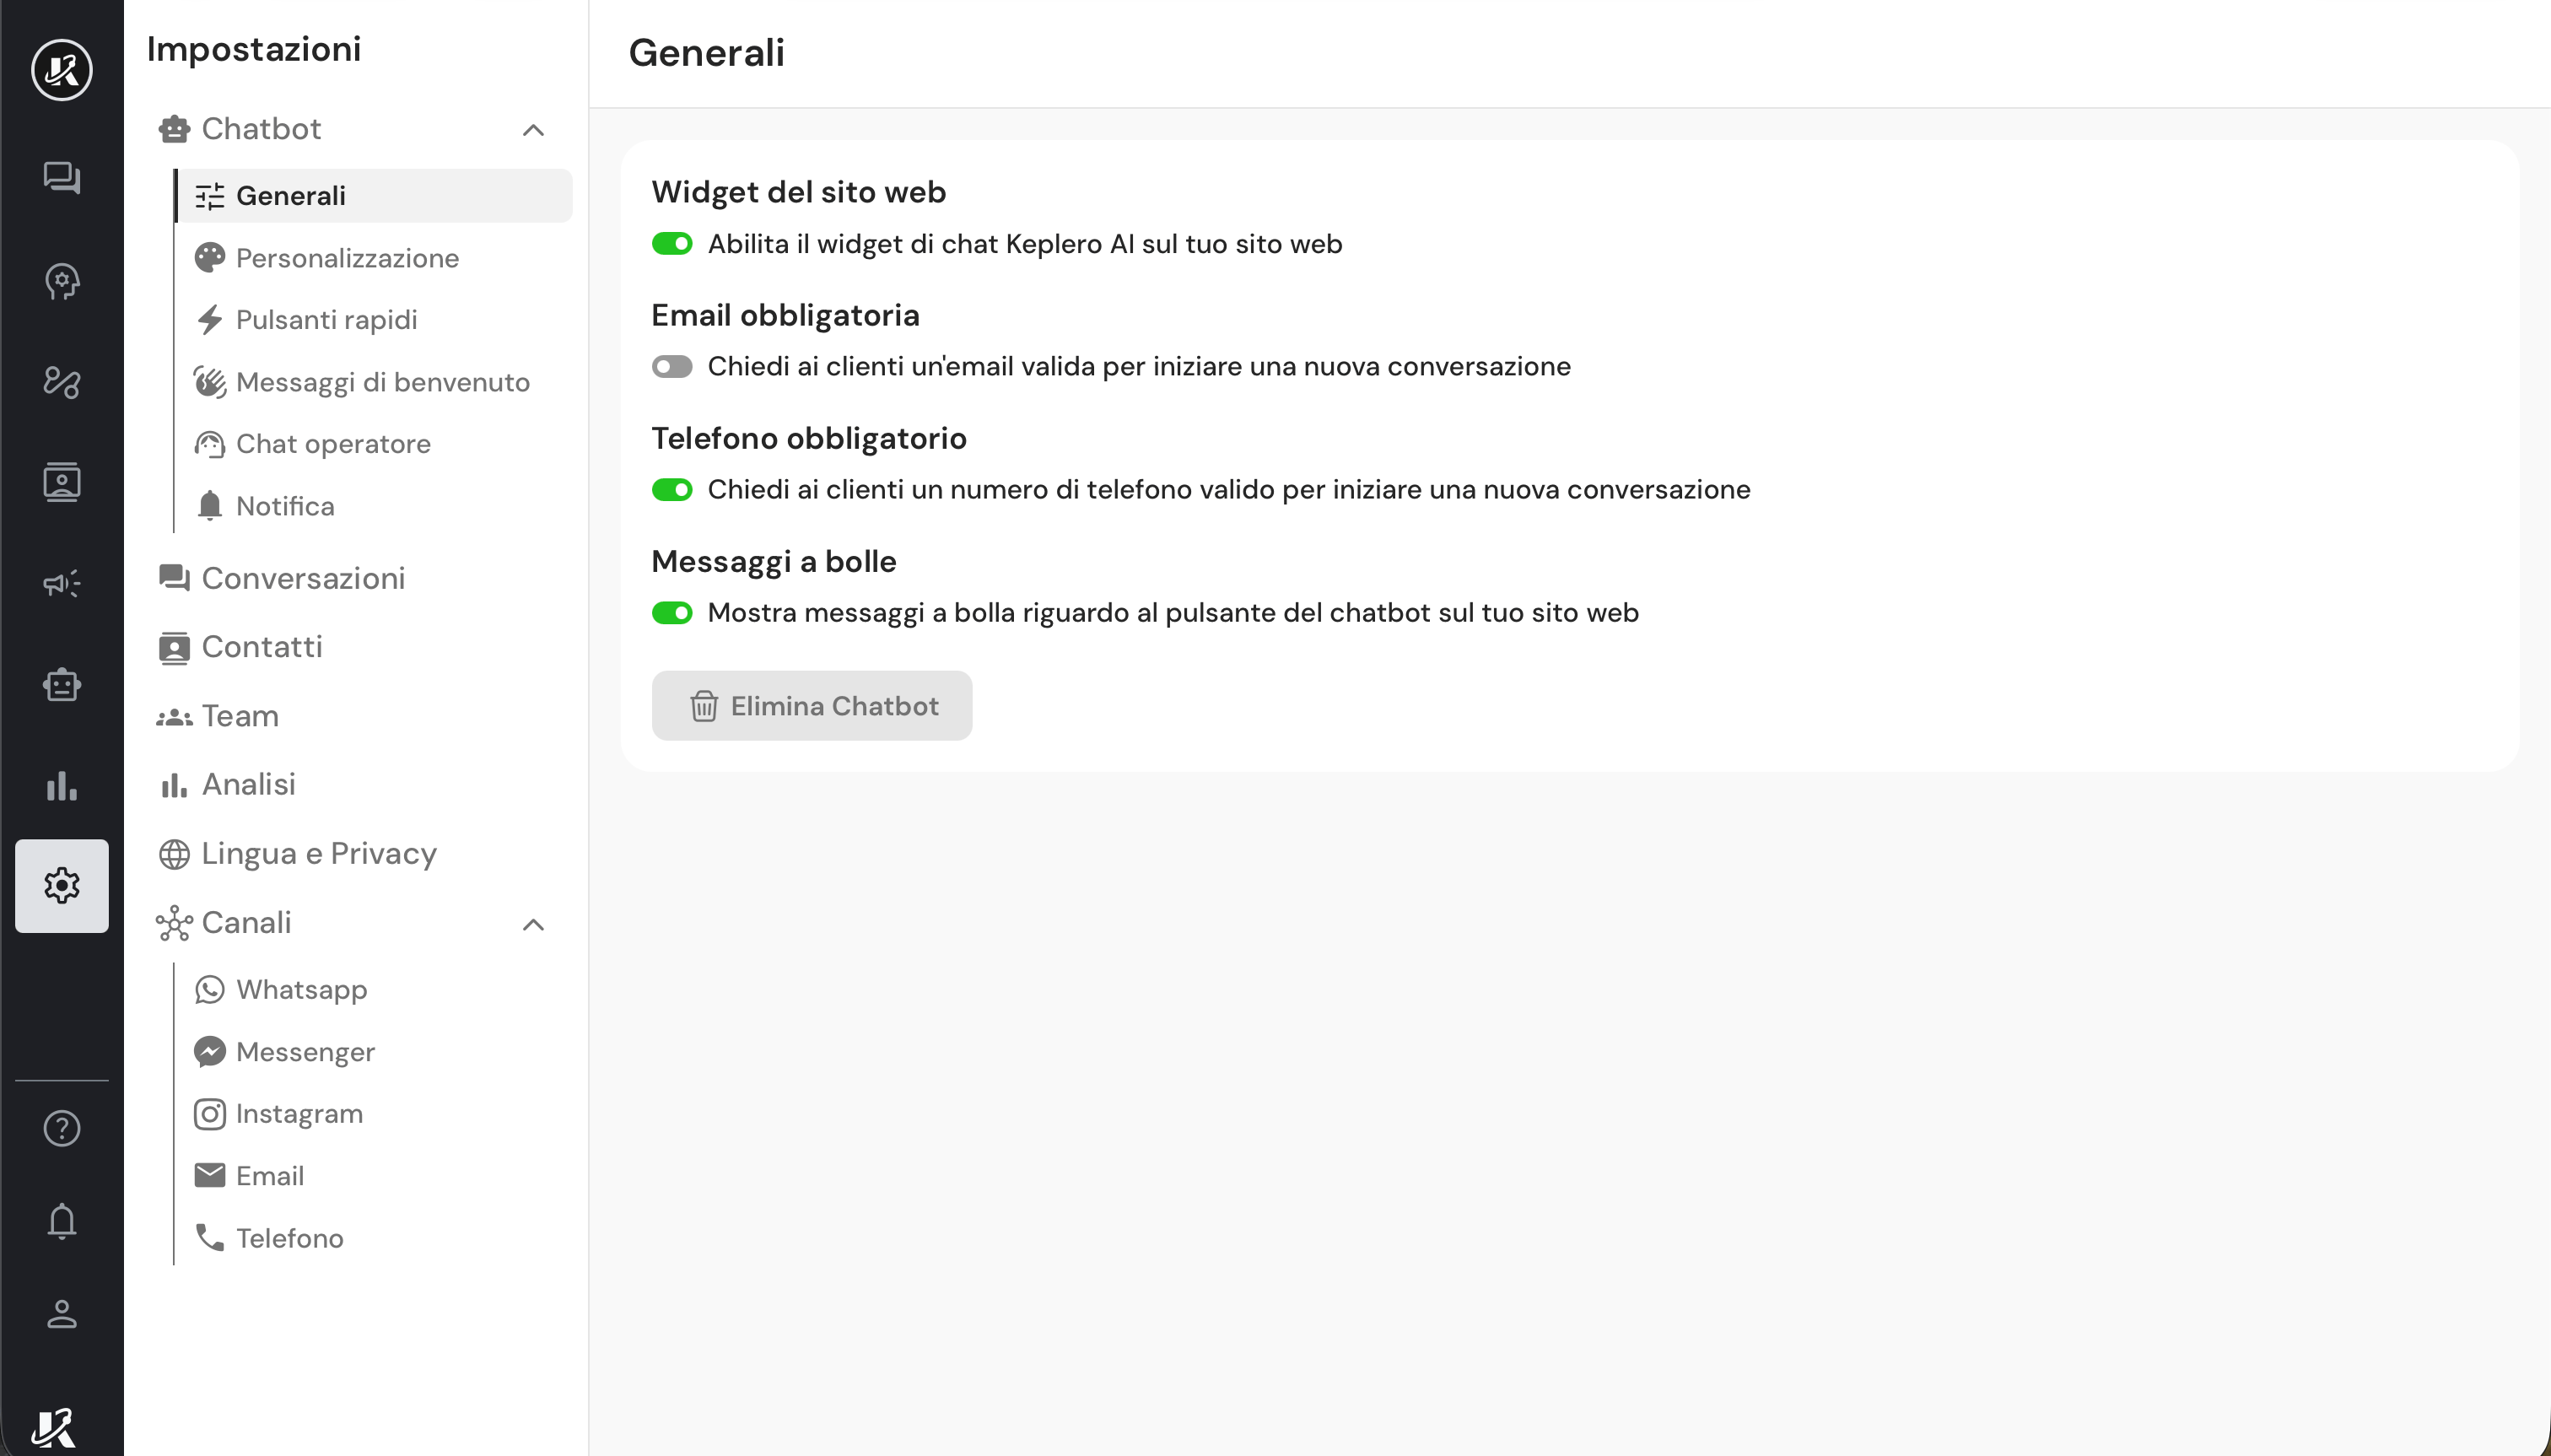 Impostazioni
Chatbot
Generali
Personalizzazione
Pulsanti rapidi
Messaggi di benvenuto
Chat operatore
Notifica
Conversazioni
Contatti
Team
Analisi
Lingua e Privacy
Canali
Whatsapp
Messenger
Instagram
Email
Telefono
Generali
Widget del sito web
Abilita il widget di chat Keplero AI sul tuo sito web
Email obbligatoria
Chiedi ai clienti un'email valida per iniziare una nuova conversazione
Telefono obbligatorio
Chiedi ai clienti un numero di telefono valido per iniziare una nuova conversazione
Messaggi a bolle
Mostra messaggi a bolla riguardo al pulsante del chatbot sul tuo sito web
Elimina Chatbot